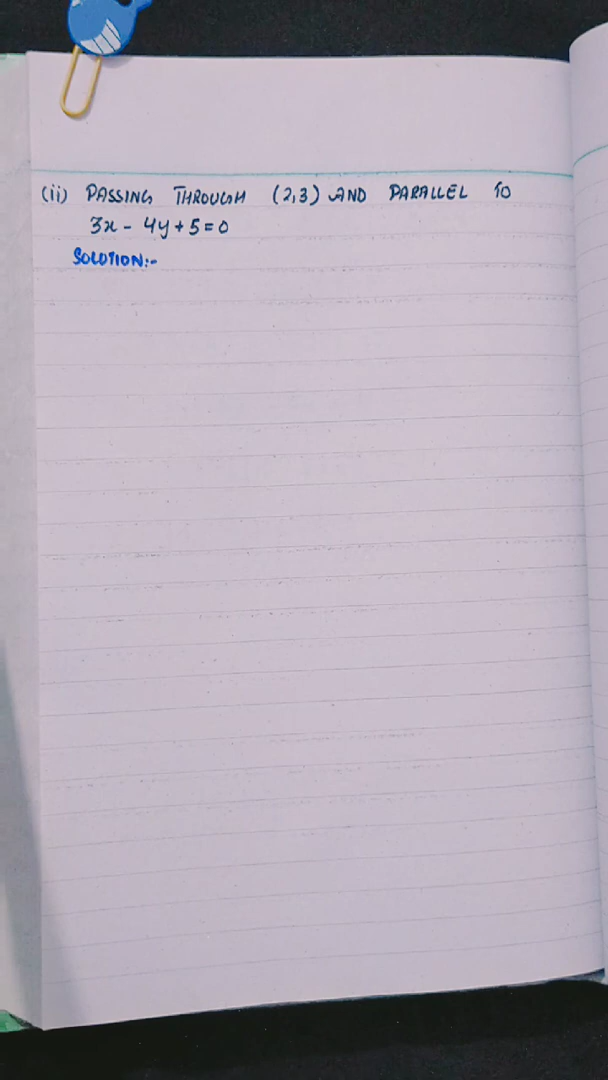 (ii) PASSING THROUGH (2,3) AND PARALLEL TO
3x - 4y + 5 = 0
SOLUTION:-